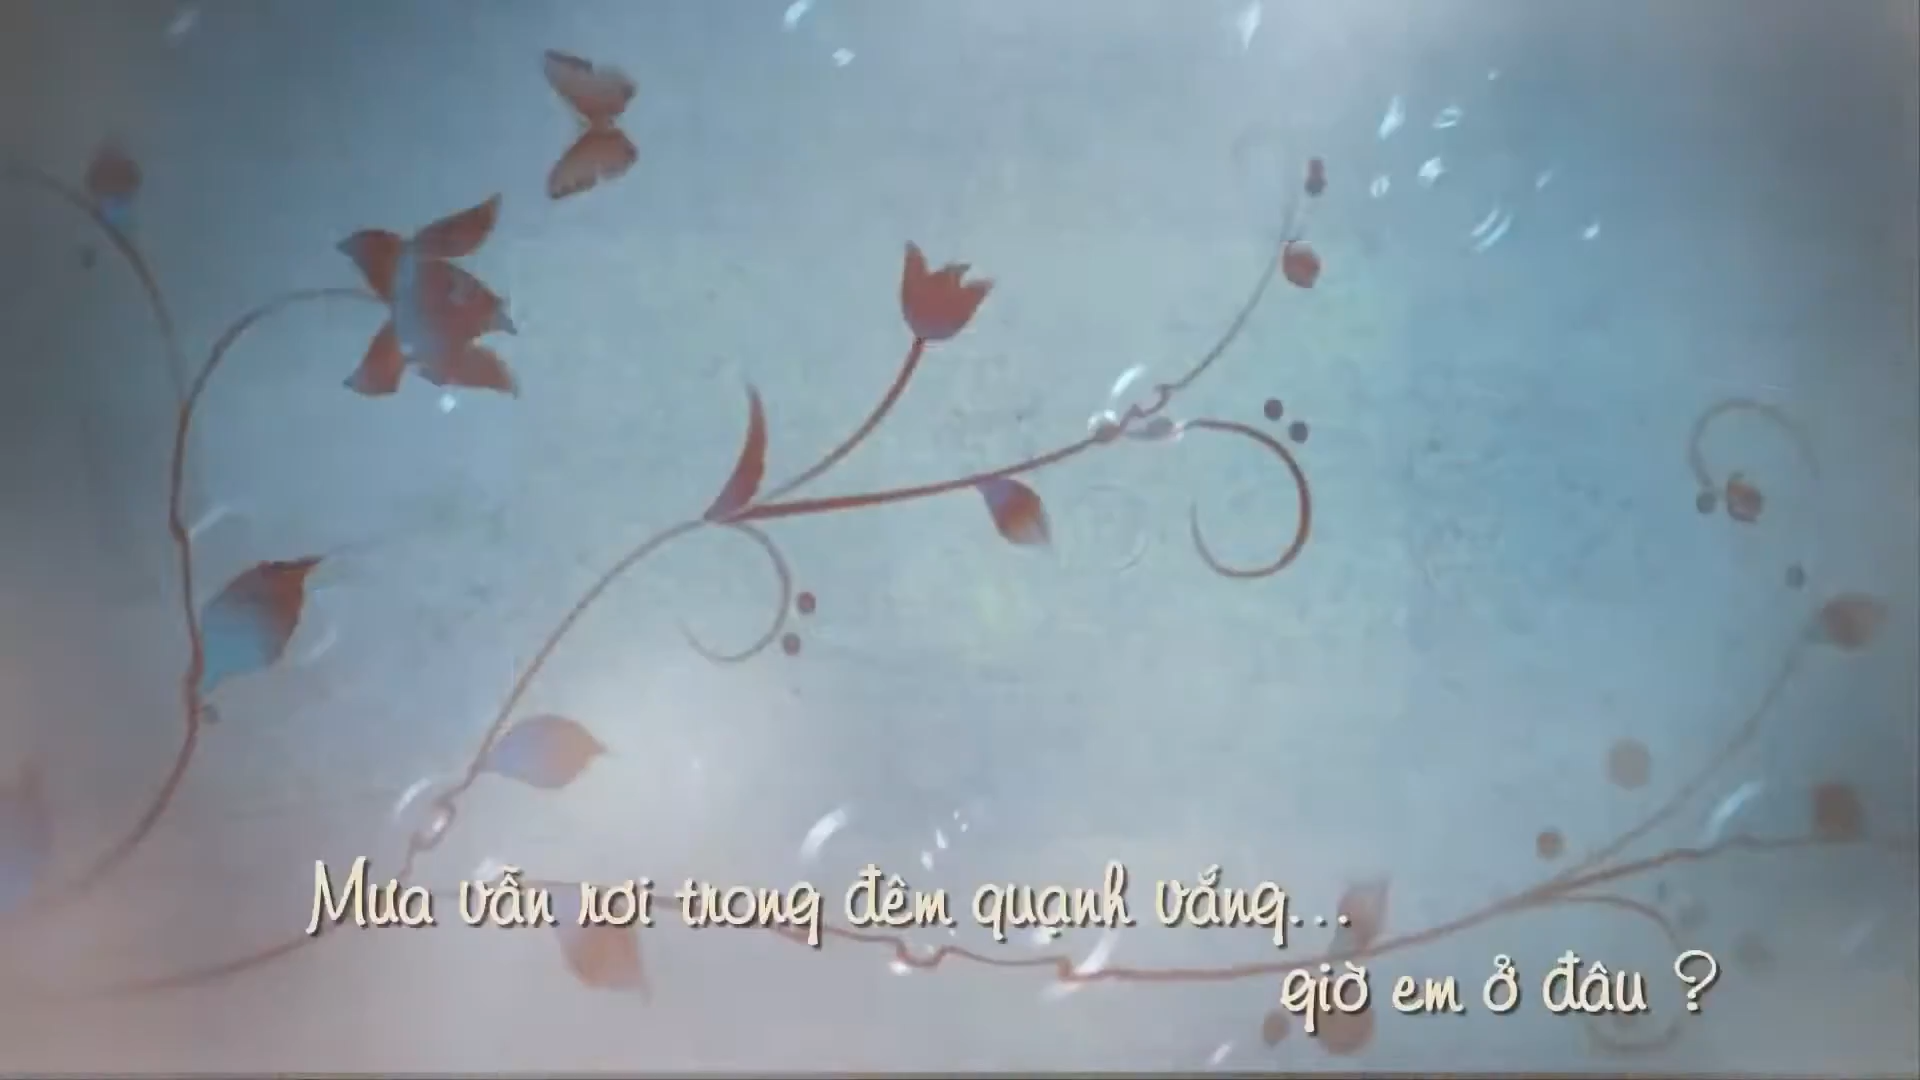 Mưa vẫn rơi trong đêm quạnh vắng...
giờ em ở đâu ?